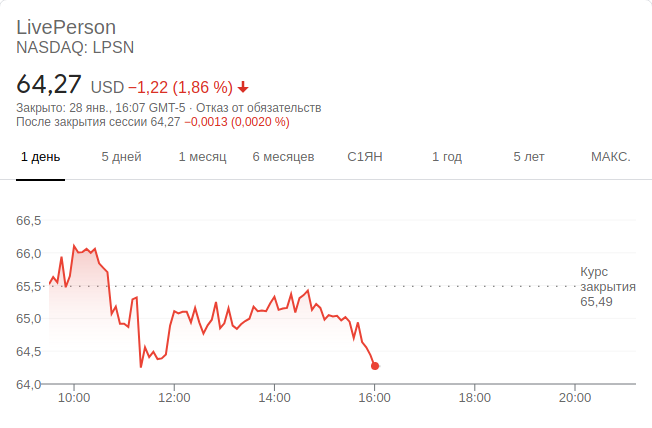 LivePerson
NASDAQ: LPSN
64,27 USD −1,22 (1,86 %)
Закрыто: 28 янв., 16:07 GMT-5 · Отказ от обязательств
После закрытия сессии 64,27 −0,0013 (0,0020 %)
1 день 5 дней 1 месяц 6 месяцев С1ЯН 1 год 5 лет МАКС.
66,5
66,0
65,5
65,0
64,5
64,0
Курс
закрытия
65,49
10:00 12:00 14:00 16:00 18:00 20:00